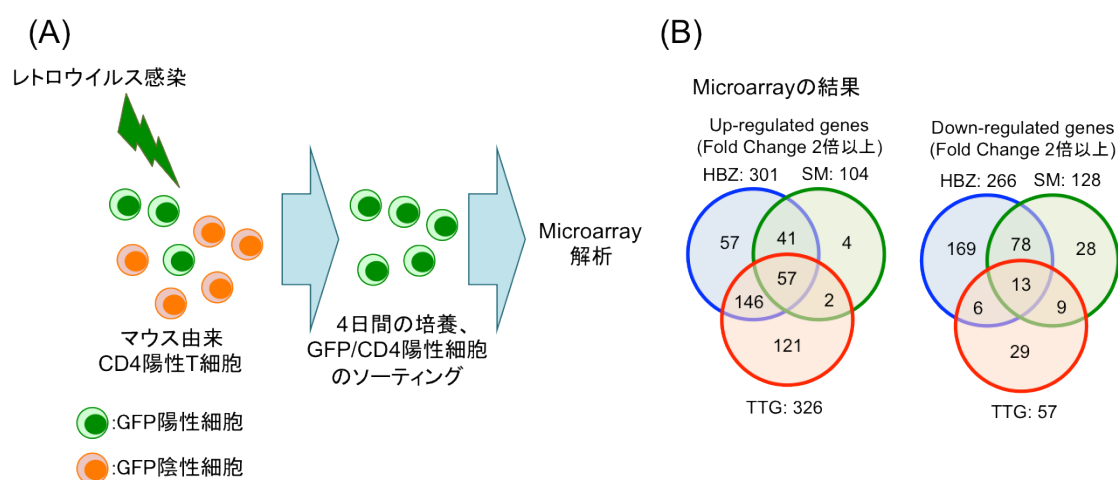 (A)
レトロウイルス感染
マウス由来
CD4陽性T細胞
:GFP陽性細胞
:GFP陰性細胞
4日間の培養、
GFP/CD4陽性細胞
のソーティング
Microarray
解析
(B)
Microarrayの結果
Up-regulated genes
(Fold Change 2倍以上)
HBZ: 301 SM: 104
57 41 4
57
146 2
121
TTG: 326
Down-regulated genes
(Fold Change 2倍以上)
HBZ: 266 SM: 128
169 78 28
13
6 9
29
TTG: 57